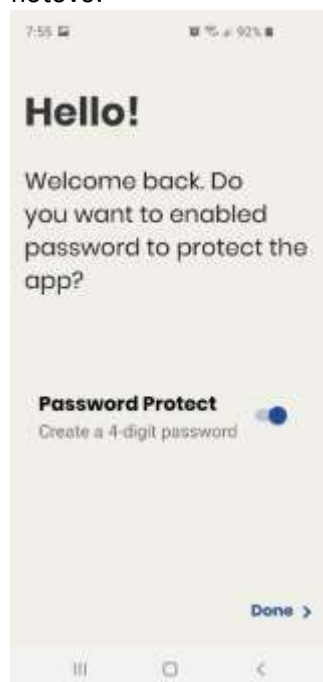 7:55 92%
Hello!
Welcome back. Do
you want to enabled
password to protect the
app?
Password Protect
Create a 4-digit password
Done >